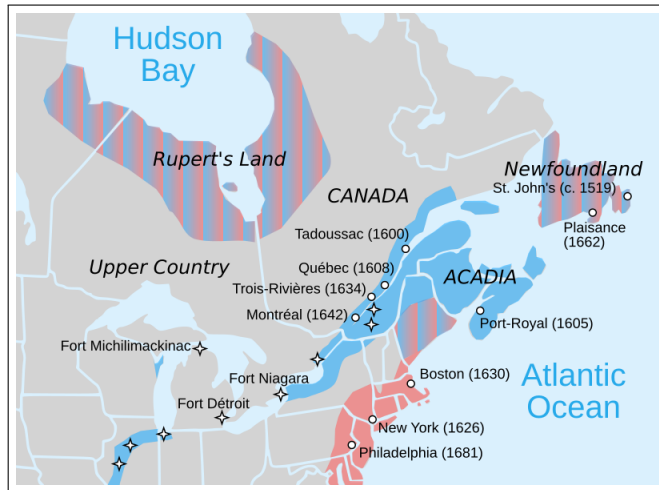 Hudson
Bay
Rupert's Land
Newfoundland
St. John's (c. 1519)
CANADA
Plaisance
(1662)
Tadoussac (1600)
Upper Country
Québec (1608)
ACADIA
Trois-Rivières (1634)
Montréal (1642)
Port-Royal (1605)
Fort Michilimackinac
Fort Niagara
Boston (1630)
Atlantic
Ocean
Fort Détroit
New York (1626)
Philadelphia (1681)